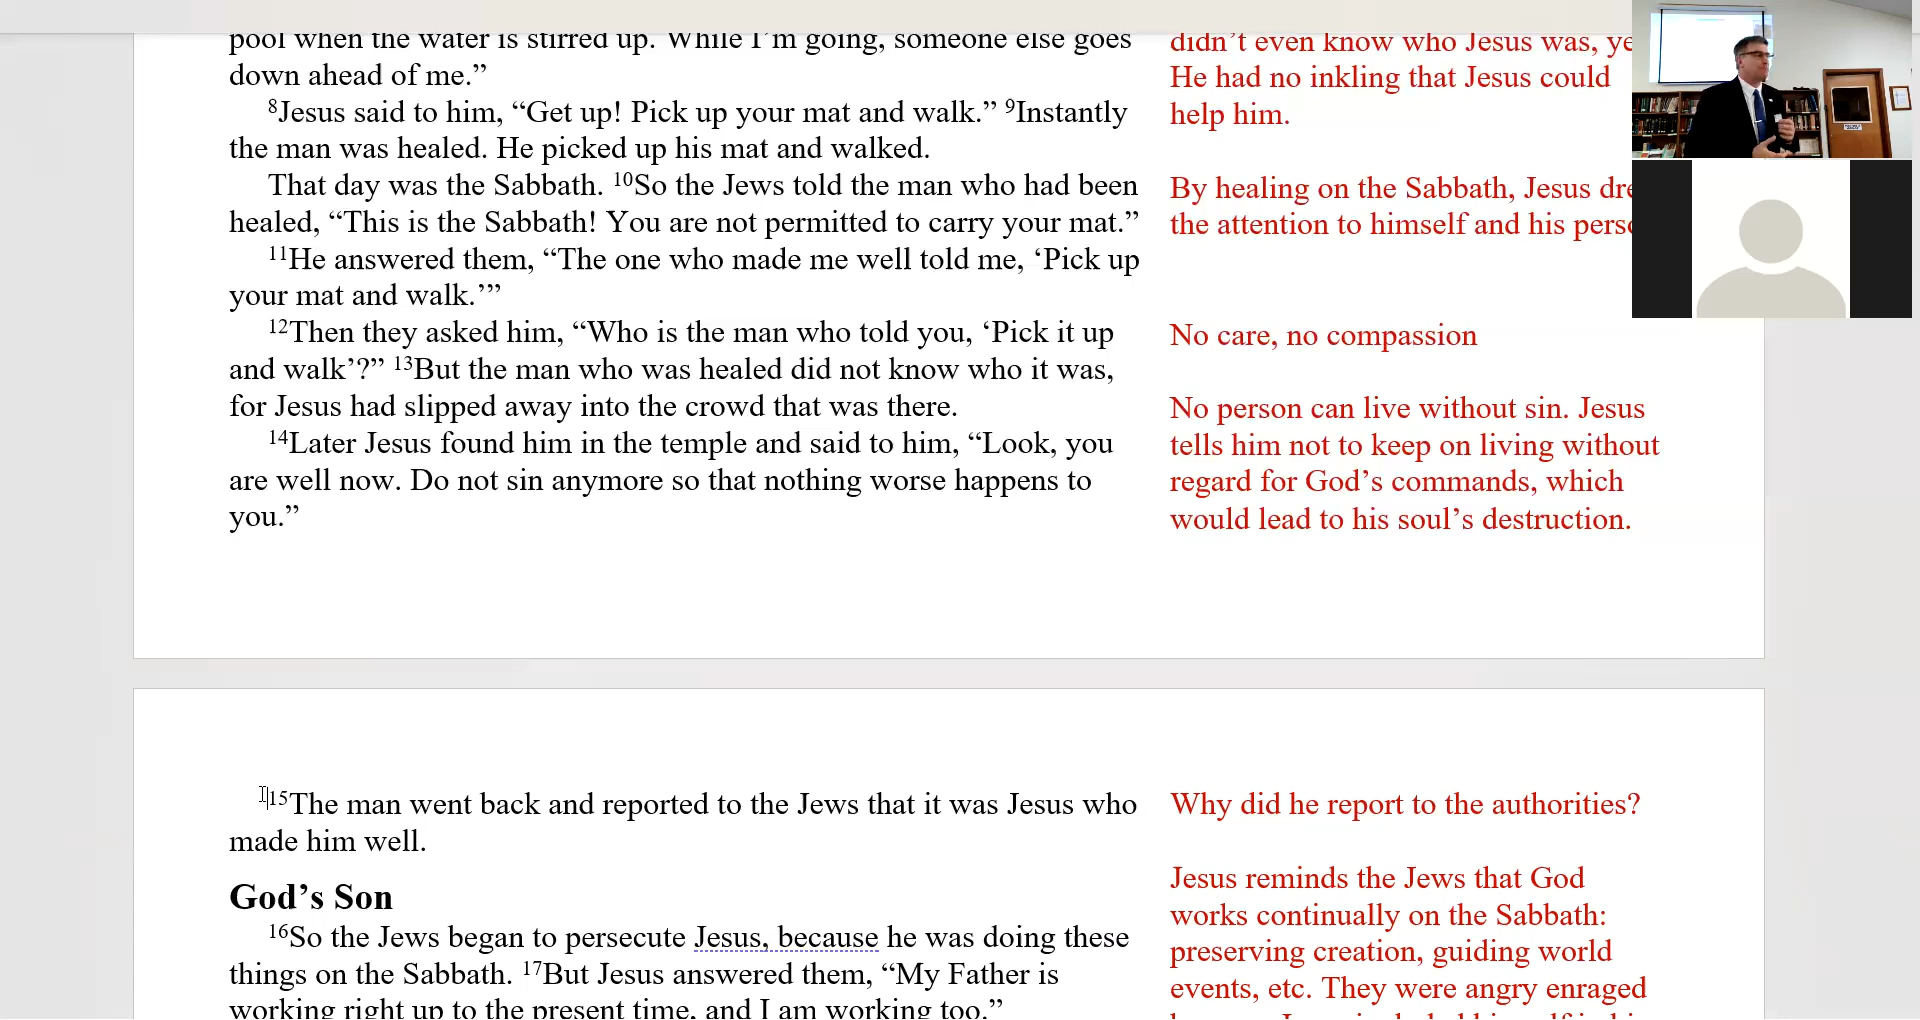 pool when the water is stirred up. While I’m going, someone else goes
down ahead of me.”
8Jesus said to him, “Get up! Pick up your mat and walk.” 9Instantly
the man was healed. He picked up his mat and walked.
That day was the Sabbath. 10So the Jews told the man who had been
healed, “This is the Sabbath! You are not permitted to carry your mat.”
11He answered them, “The one who made me well told me, ‘Pick up
your mat and walk.’”
12Then they asked him, “Who is the man who told you, ‘Pick it up
and walk’?” 13But the man who was healed did not know who it was,
for Jesus had slipped away into the crowd that was there.
14Later Jesus found him in the temple and said to him, “Look, you
are well now. Do not sin anymore so that nothing worse happens to
you.”
didn’t even know who Jesus was, ye
He had no inkling that Jesus could
help him.
By healing on the Sabbath, Jesus dre
the attention to himself and his perso
No care, no compassion
No person can live without sin. Jesus
tells him not to keep on living without
regard for God’s commands, which
would lead to his soul’s destruction.
15The man went back and reported to the Jews that it was Jesus who
made him well.
God’s Son
16So the Jews began to persecute Jesus, because he was doing these
things on the Sabbath. 17But Jesus answered them, “My Father is
working right up to the present time, and I am working too.”
Why did he report to the authorities?
Jesus reminds the Jews that God
works continually on the Sabbath:
preserving creation, guiding world
events, etc. They were angry enraged